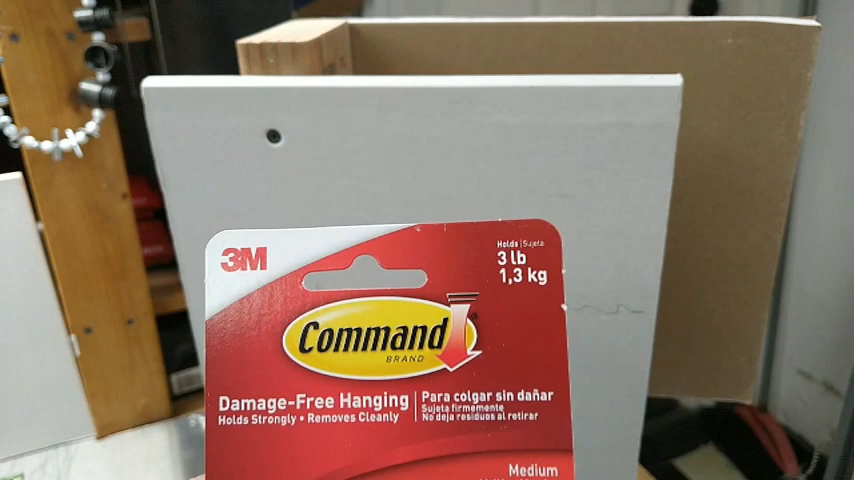 3M
Holds | Sujeta
3 lb
1,3 kg
Command
BRAND
Damage-Free Hanging
Holds Strongly • Removes Cleanly
Para colgar sin dañar
Sujeta firmemente
No deja residuos al retirar
Medium